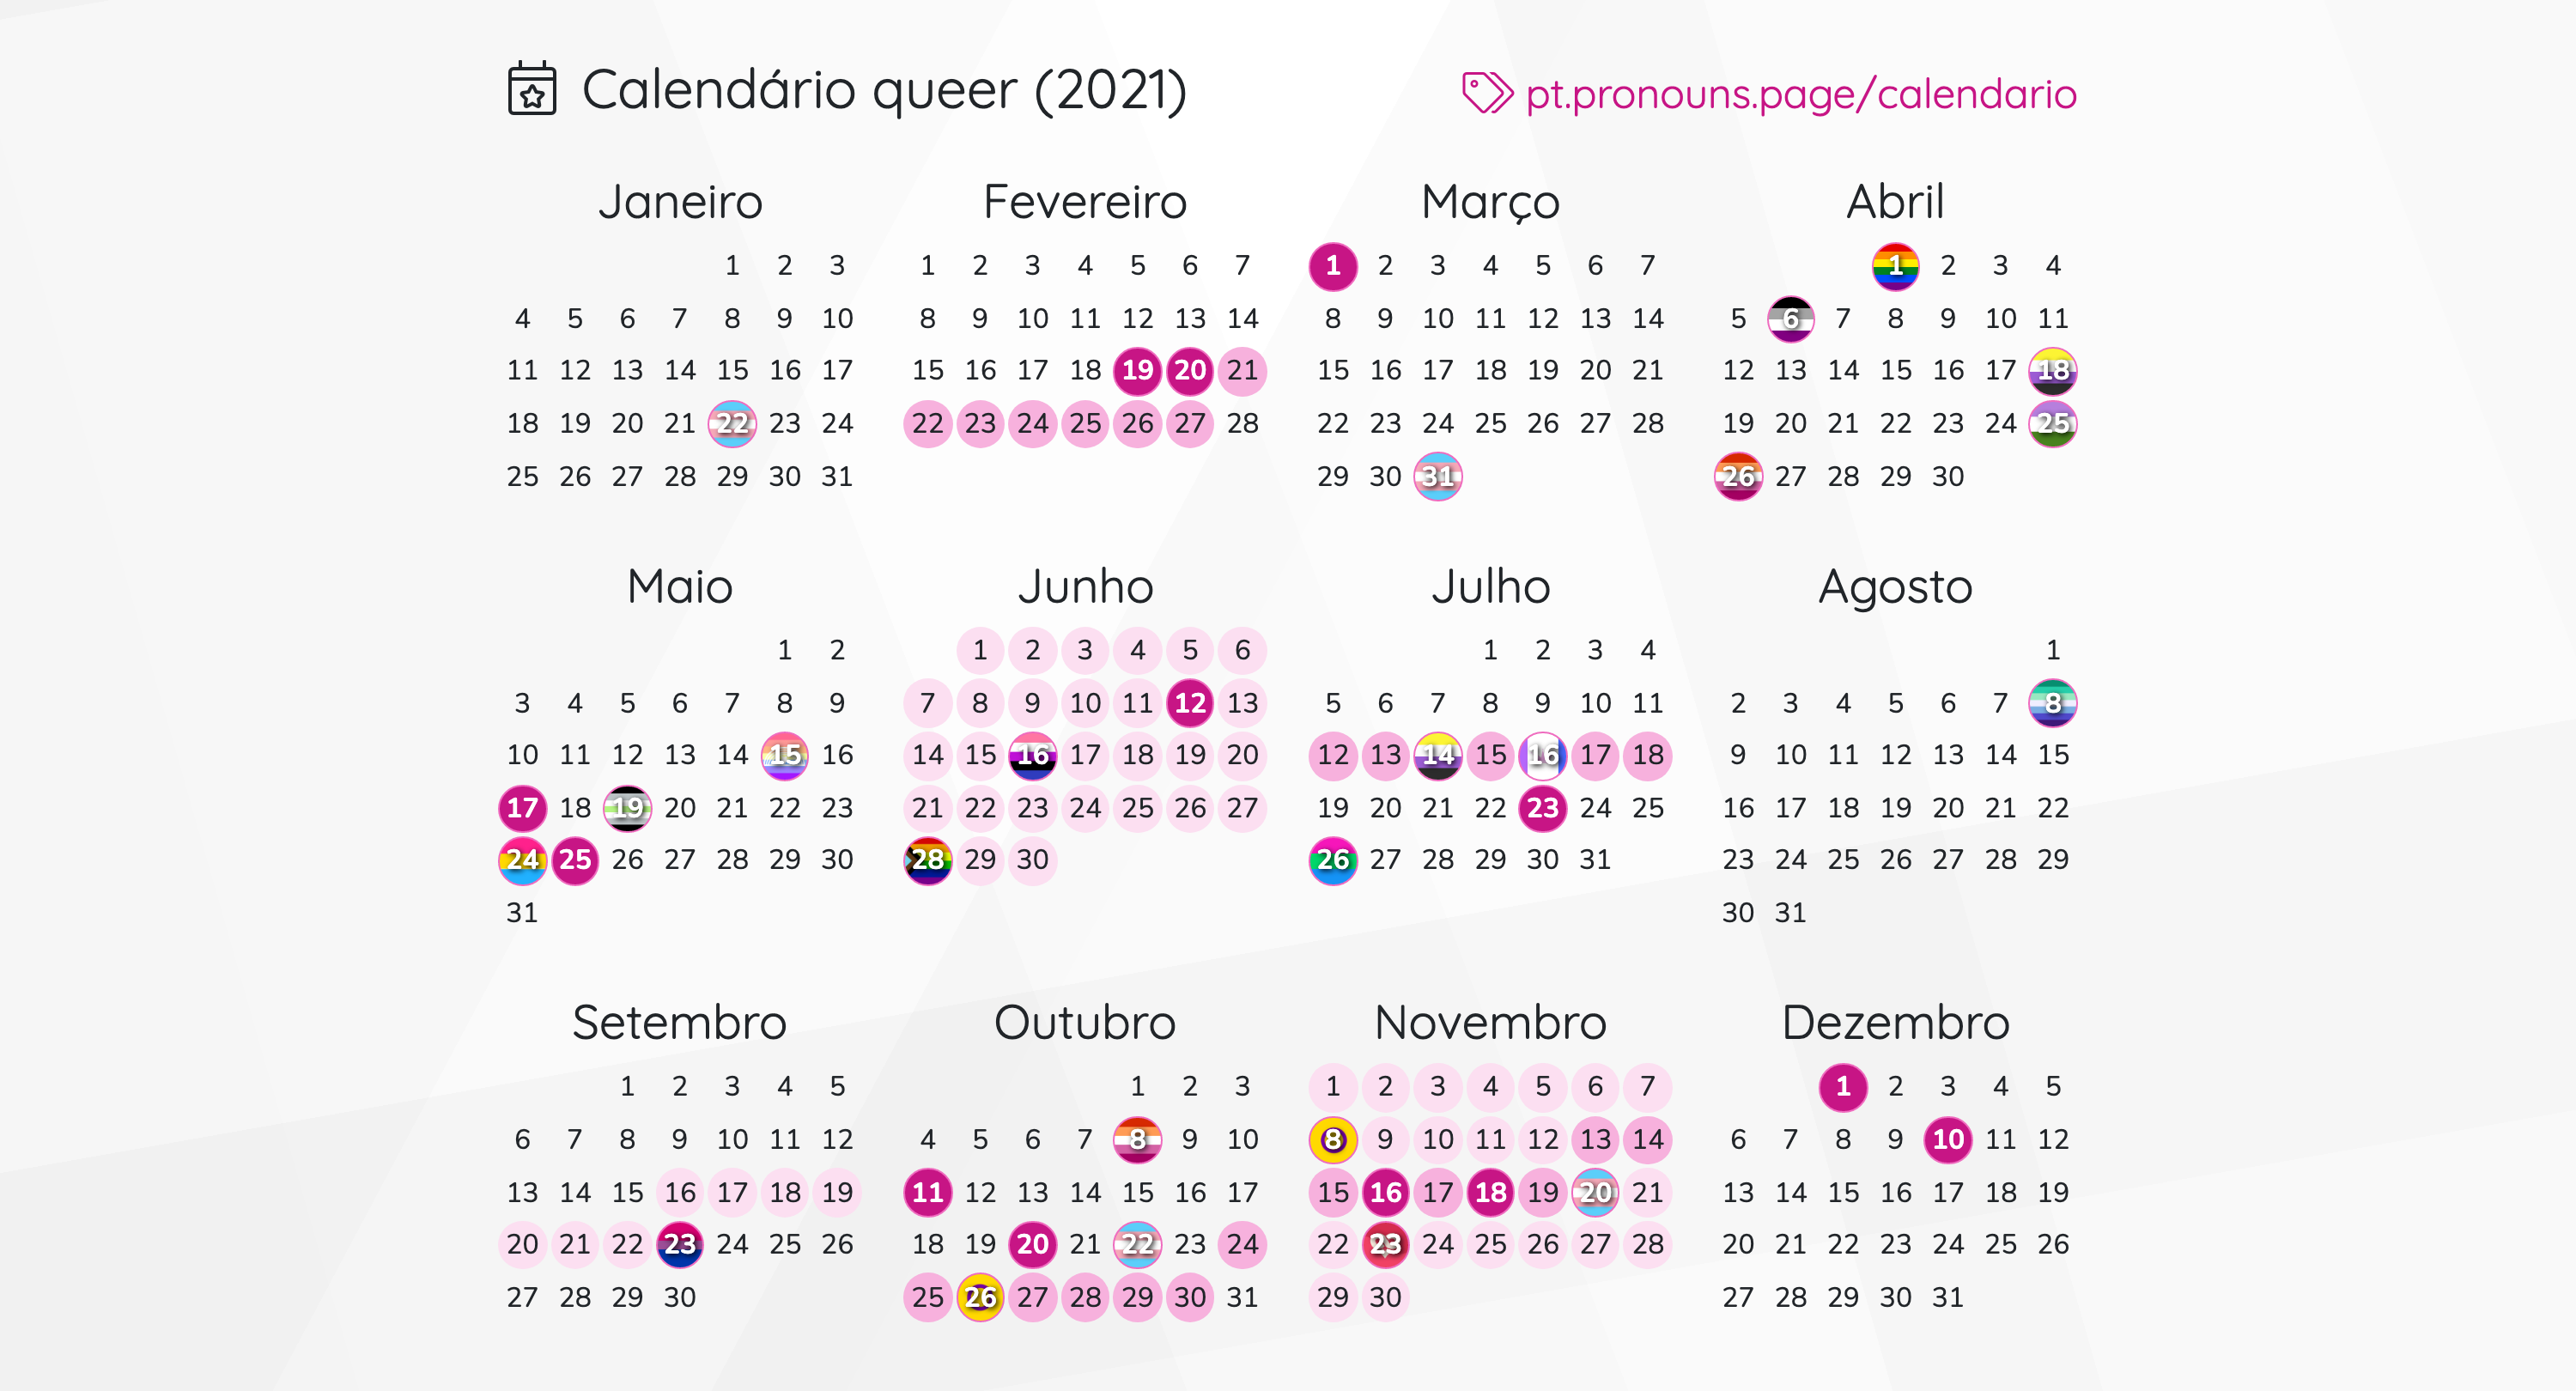 Calendário queer (2021)
pt.pronouns.page/calendario
Janeiro
1 2 3
4 5 6 7 8 9 10
11 12 13 14 15 16 17
18 19 20 21 22 23 24
25 26 27 28 29 30 31
Fevereiro
1 2 3 4 5 6 7
8 9 10 11 12 13 14
15 16 17 18 19 20 21
22 23 24 25 26 27 28
Março
1 2 3 4 5 6 7
8 9 10 11 12 13 14
15 16 17 18 19 20 21
22 23 24 25 26 27 28
29 30 31
Abril
1 2 3 4
5 6 7 8 9 10 11
12 13 14 15 16 17 18
19 20 21 22 23 24 25
26 27 28 29 30
Maio
1 2
3 4 5 6 7 8 9
10 11 12 13 14 15 16
17 18 19 20 21 22 23
24 25 26 27 28 29 30
31
Junho
1 2 3 4 5 6
7 8 9 10 11 12 13
14 15 16 17 18 19 20
21 22 23 24 25 26 27
28 29 30
Julho
1 2 3 4
5 6 7 8 9 10 11
12 13 14 15 16 17 18
19 20 21 22 23 24 25
26 27 28 29 30 31
Agosto
1
2 3 4 5 6 7 8
9 10 11 12 13 14 15
16 17 18 19 20 21 22
23 24 25 26 27 28 29
30 31
Setembro
1 2 3 4 5
6 7 8 9 10 11 12
13 14 15 16 17 18 19
20 21 22 23 24 25 26
27 28 29 30
Outubro
1 2 3
4 5 6 7 8 9 10
11 12 13 14 15 16 17
18 19 20 21 22 23 24
25 26 27 28 29 30 31
Novembro
1 2 3 4 5 6 7
8 9 10 11 12 13 14
15 16 17 18 19 20 21
22 23 24 25 26 27 28
29 30
Dezembro
1 2 3 4 5
6 7 8 9 10 11 12
13 14 15 16 17 18 19
20 21 22 23 24 25 26
27 28 29 30 31